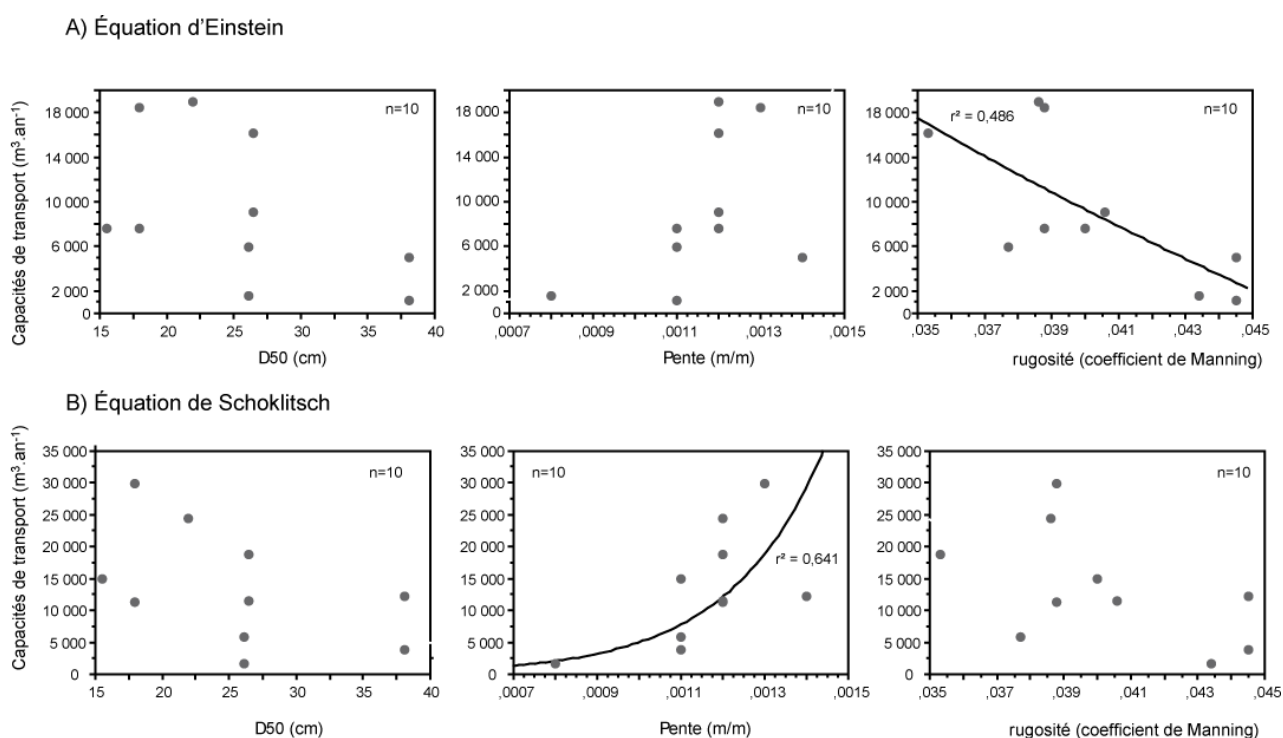 A) Équation d'Einstein
Capacités de transport (m³.an⁻¹)
18 000
14 000
10 000
6 000
2 000
0
n=10
15 20 25 30 35 40
D50 (cm)
n=10
,0007 ,0009 ,0011 ,0013 ,0015
Pente (m/m)
18 000
14 000
10 000
6 000
2 000
0
r² = 0,486
n=10
,035 ,037 ,039 ,041 ,043 ,045
rugosité (coefficient de Manning)
18 000
14 000
10 000
6 000
2 000
0
B) Équation de Schoklitsch
Capacités de transport (m³.an⁻¹)
35 000
30 000
25 000
20 000
15 000
10 000
5 000
0
n=10
15 20 25 30 35 40
D50 (cm)
35 000
30 000
25 000
20 000
15 000
10 000
5 000
0
n=10
r² = 0,641
,0007 ,0009 ,0011 ,0013 ,0015
Pente (m/m)
35 000
30 000
25 000
20 000
15 000
10 000
5 000
0
n=10
,035 ,037 ,039 ,041 ,043 ,045
rugosité (coefficient de Manning)